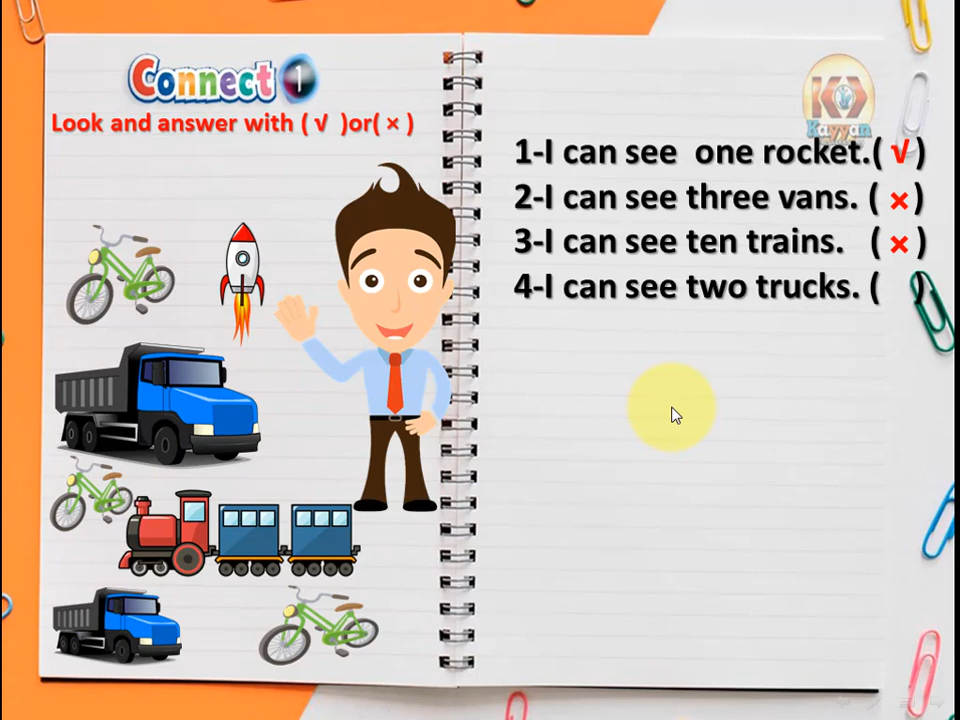 Connect 1
Look and answer with ( √ )or( × )
Kayyan
1-I can see one rocket.( √ )
2-I can see three vans. ( × )
3-I can see ten trains. ( × )
4-I can see two trucks. ( )